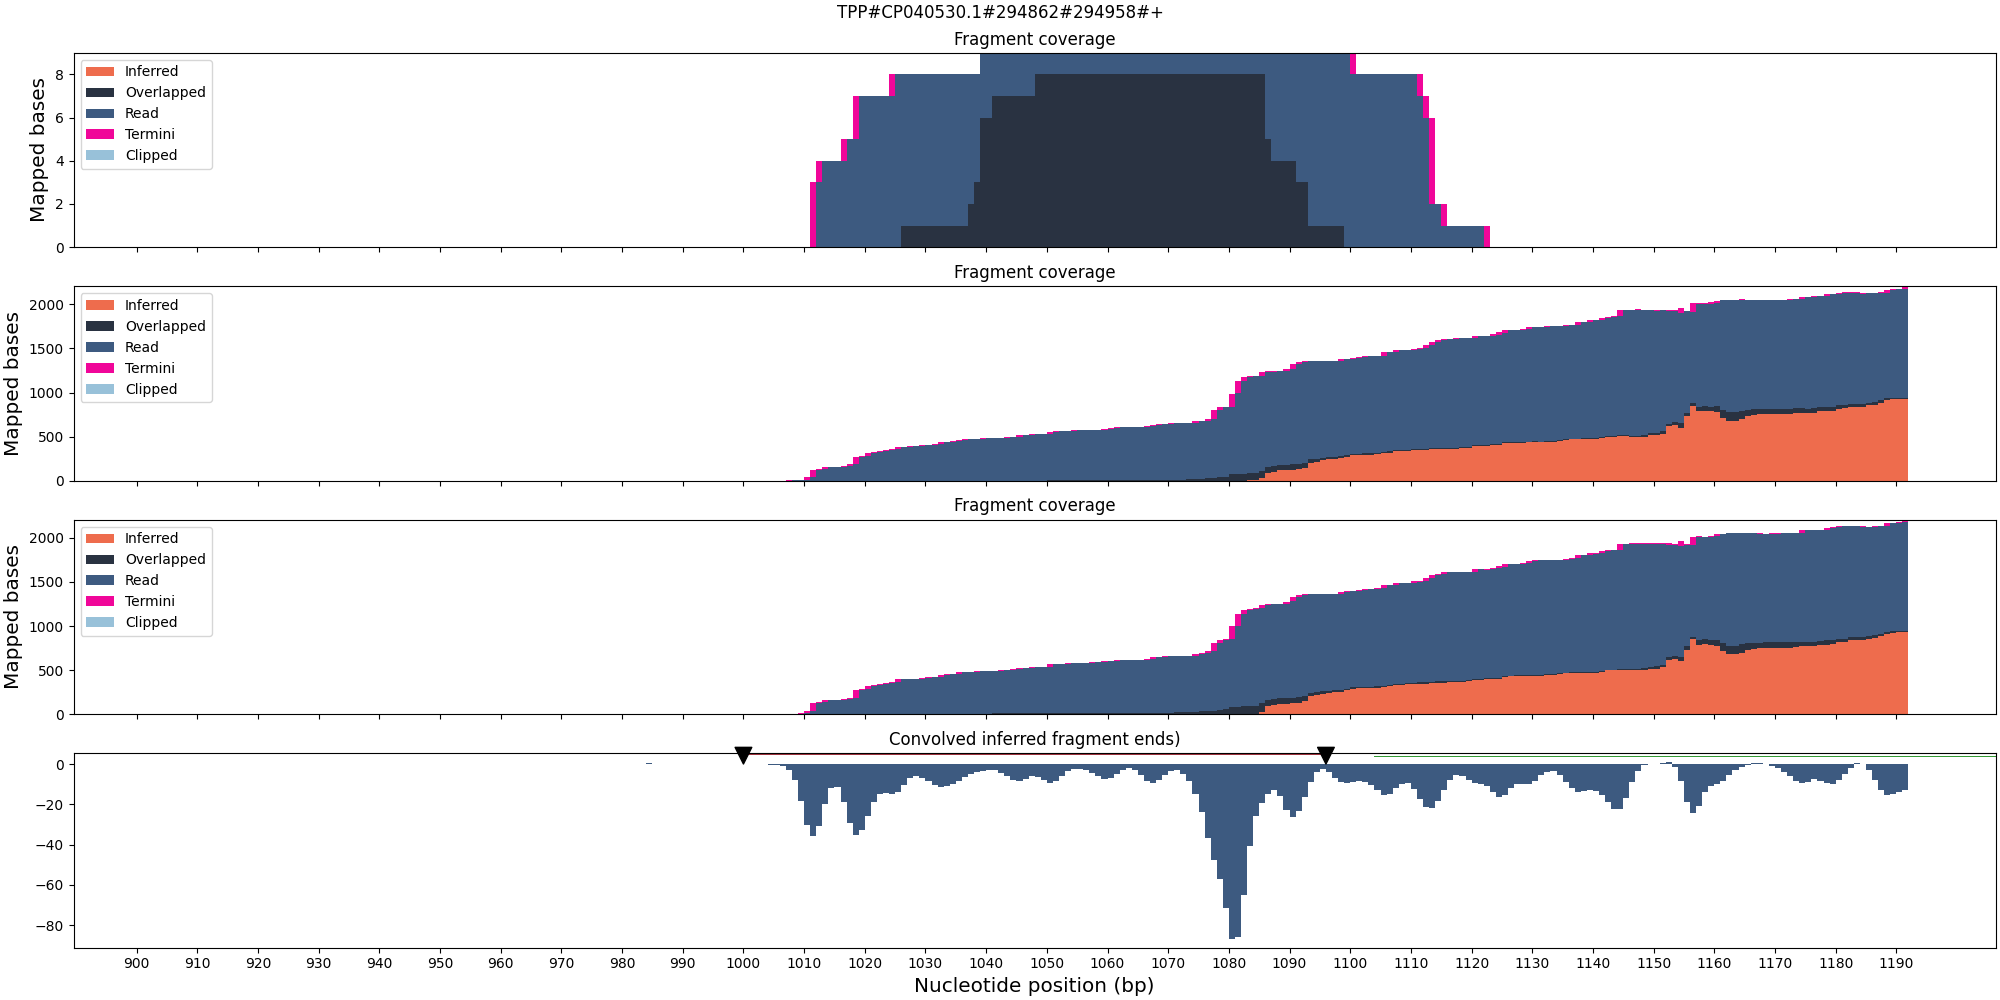 TPP#CP040530.1#294862#294958#+
Fragment coverage
Mapped bases
8
6
4
2
0
Inferred
Overlapped
Read
Termini
Clipped
Fragment coverage
Mapped bases
2000
1500
1000
500
0
Inferred
Overlapped
Read
Termini
Clipped
Fragment coverage
Mapped bases
2000
1500
1000
500
0
Inferred
Overlapped
Read
Termini
Clipped
Convolved inferred fragment ends)
0
−20
−40
−60
−80
900 910 920 930 940 950 960 970 980 990 1000 1010 1020 1030 1040 1050 1060 1070 1080 1090 1100 1110 1120 1130 1140 1150 1160 1170 1180 1190
Nucleotide position (bp)